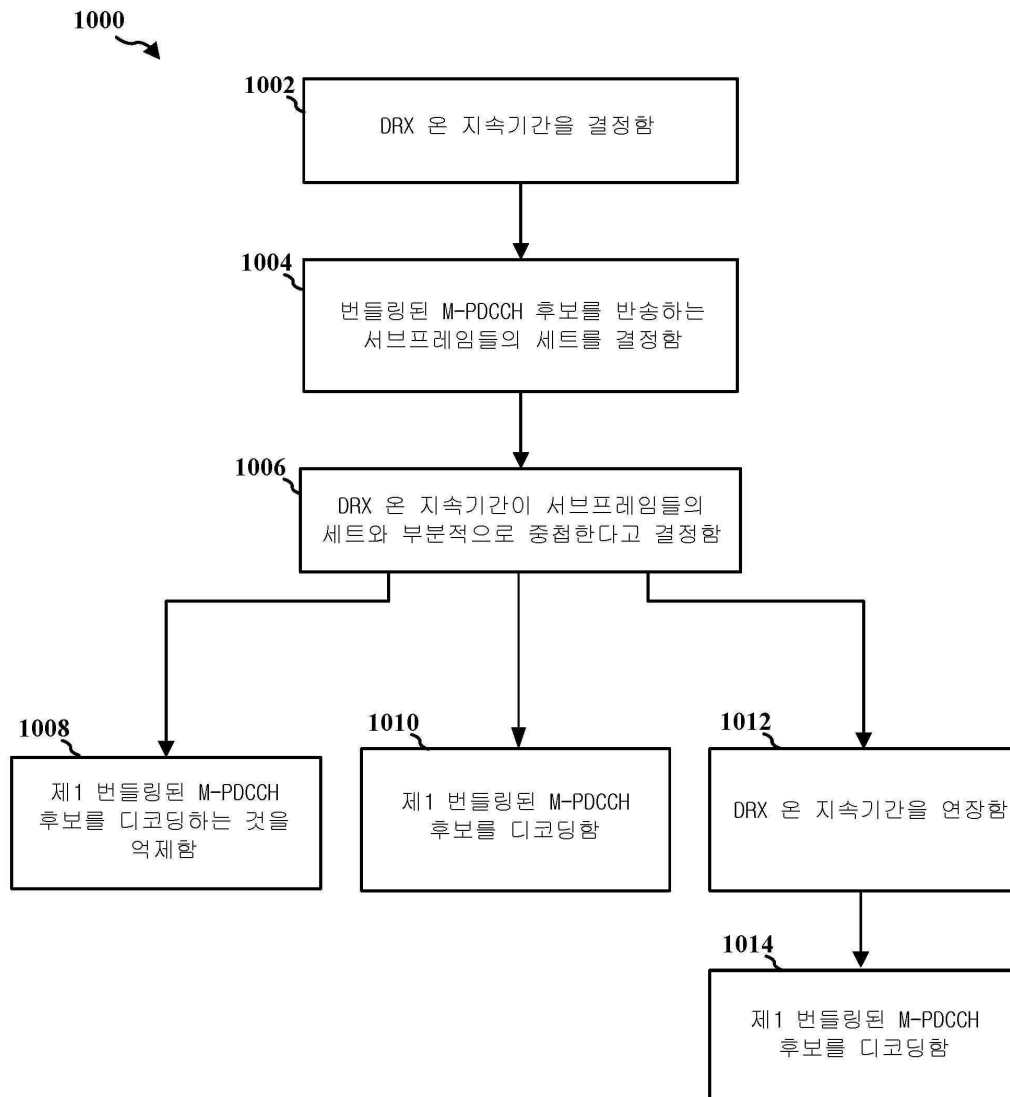 1000
1002
DRX 온 지속기간을 결정함
1004
번들링된 M-PDCCH 후보를 반송하는
서브프레임들의 세트를 결정함
1006
DRX 온 지속기간이 서브프레임들의
세트와 부분적으로 중첩한다고 결정함
1008
제1 번들링된 M-PDCCH
후보를 디코딩하는 것을
억제함
1010
제1 번들링된 M-PDCCH
후보를 디코딩함
1012
DRX 온 지속기간을 연장함
1014
제1 번들링된 M-PDCCH
후보를 디코딩함